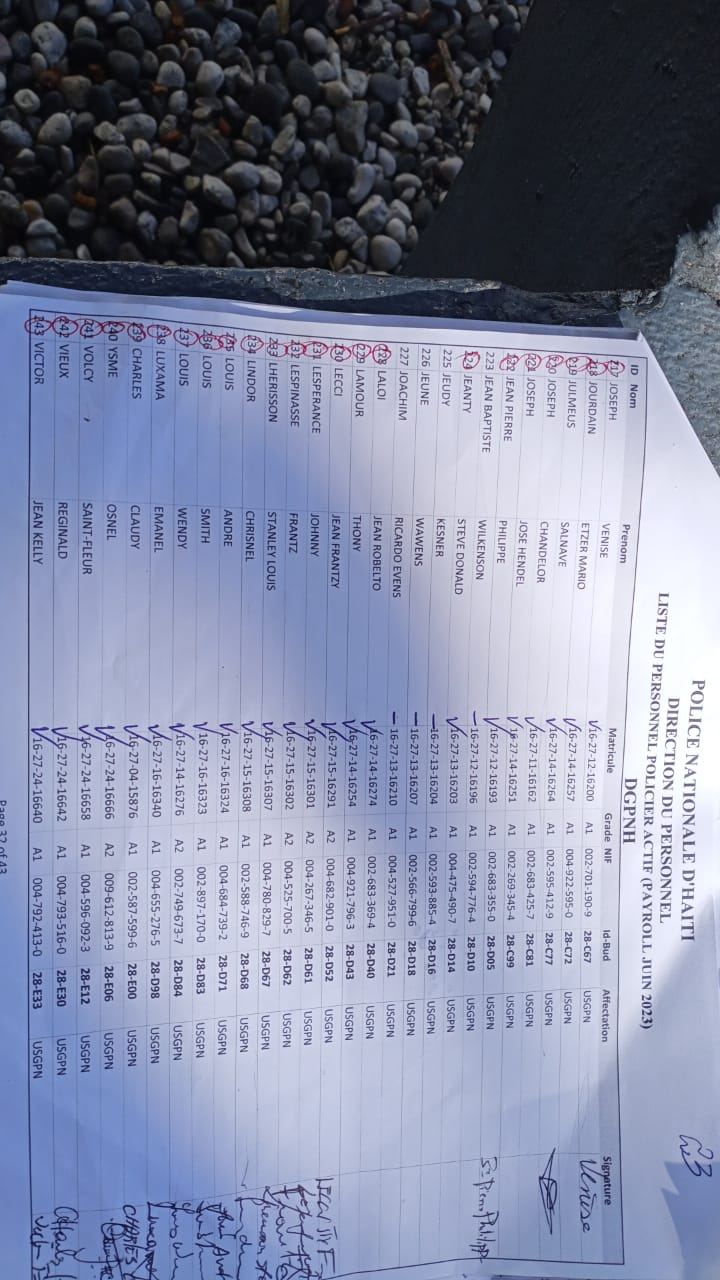 23
POLICE NATIONALE D'HAITI
DIRECTION DU PERSONNEL
LISTE DU PERSONNEL POLICIER ACTIF (PAYROLL JUIN 2023)
DGPNH
ID Nom Prenom Matricule Grade NIF Id-Bud Affectation Signature
217 JOSEPH VENISE 16-27-12-16200 A1 002-701-190-9 28-C67 USGPN Venise
218 JOURDAIN ETZER MARIO 16-27-14-16257 A1 004-922-595-0 28-C72 USGPN
219 JULMEUS SALNAVE 16-27-14-16264 A1 002-595-412-9 28-C77 USGPN
220 JOSEPH CHANDELOR 16-27-11-16162 A1 002-683-425-7 28-C81 USGPN
221 JOSEPH JOSE HENDEL 16-27-14-16251 A1 002-269-345-4 28-C99 USGPN
222 JEAN PIERRE PHILIPPE 16-27-12-16193 A1 002-683-355-0 28-D05 USGPN
223 JEAN BAPTISTE WILKENSON 16-27-12-16196 A1 002-594-776-4 28-D10 USGPN
224 JEANTY STEVE DONALD 16-27-13-16203 A1 004-475-490-7 28-D14 USGPN
225 JEUDY KESNER 16-27-13-16204 A1 002-593-885-4 28-D16 USGPN
226 JEUNE WAWENS 16-27-13-16207 A1 002-566-799-6 28-D18 USGPN
227 JOACHIM RICARDO EVENS 16-27-13-16210 A1 004-527-951-0 28-D21 USGPN
228 LALOI JEAN ROBELTO 16-27-14-16274 A1 002-683-369-4 28-D40 USGPN
229 LAMOUR THONY 16-27-14-16254 A1 004-921-796-3 28-D43 USGPN
230 LECCI JEAN FRANTZY 16-27-15-16291 A2 004-682-901-0 28-D52 USGPN
231 LESPERANCE JOHNNY 16-27-15-16301 A2 004-267-346-5 28-D61 USGPN
232 LESPINASSE FRANTZ 16-27-15-16302 A2 004-525-700-5 28-D62 USGPN
233 LHERISSON STANLEY LOUIS 16-27-15-16307 A1 004-780-829-7 28-D67 USGPN
234 LINDOR CHRISNEL 16-27-15-16308 A1 002-588-746-9 28-D68 USGPN
235 LOUIS ANDRE 16-27-16-16324 A1 004-684-739-2 28-D71 USGPN
236 LOUIS SMITH 16-27-16-16323 A1 002-897-170-0 28-D83 USGPN
237 LOUIS WENDY 16-27-14-16276 A2 002-749-673-7 28-D84 USGPN
238 LUXAMA EMANEL 16-27-16-16340 A1 004-655-276-5 28-D98 USGPN
239 CHARLES CLAUDY 16-27-04-15876 A1 002-587-599-6 28-E00 USGPN CHARLES
240 YSME OSNEL 16-27-24-16666 A2 009-612-813-9 28-E06 USGPN
241 VOLCY SAINT-FLEUR 16-27-24-16658 A1 004-596-092-3 28-E12 USGPN
242 VIEUX REGINALD 16-27-24-16642 A1 004-793-516-0 28-E30 USGPN
243 VICTOR JEAN KELLY 16-27-24-16640 A1 004-792-413-0 28-E33 USGPN
Page 32 of 43